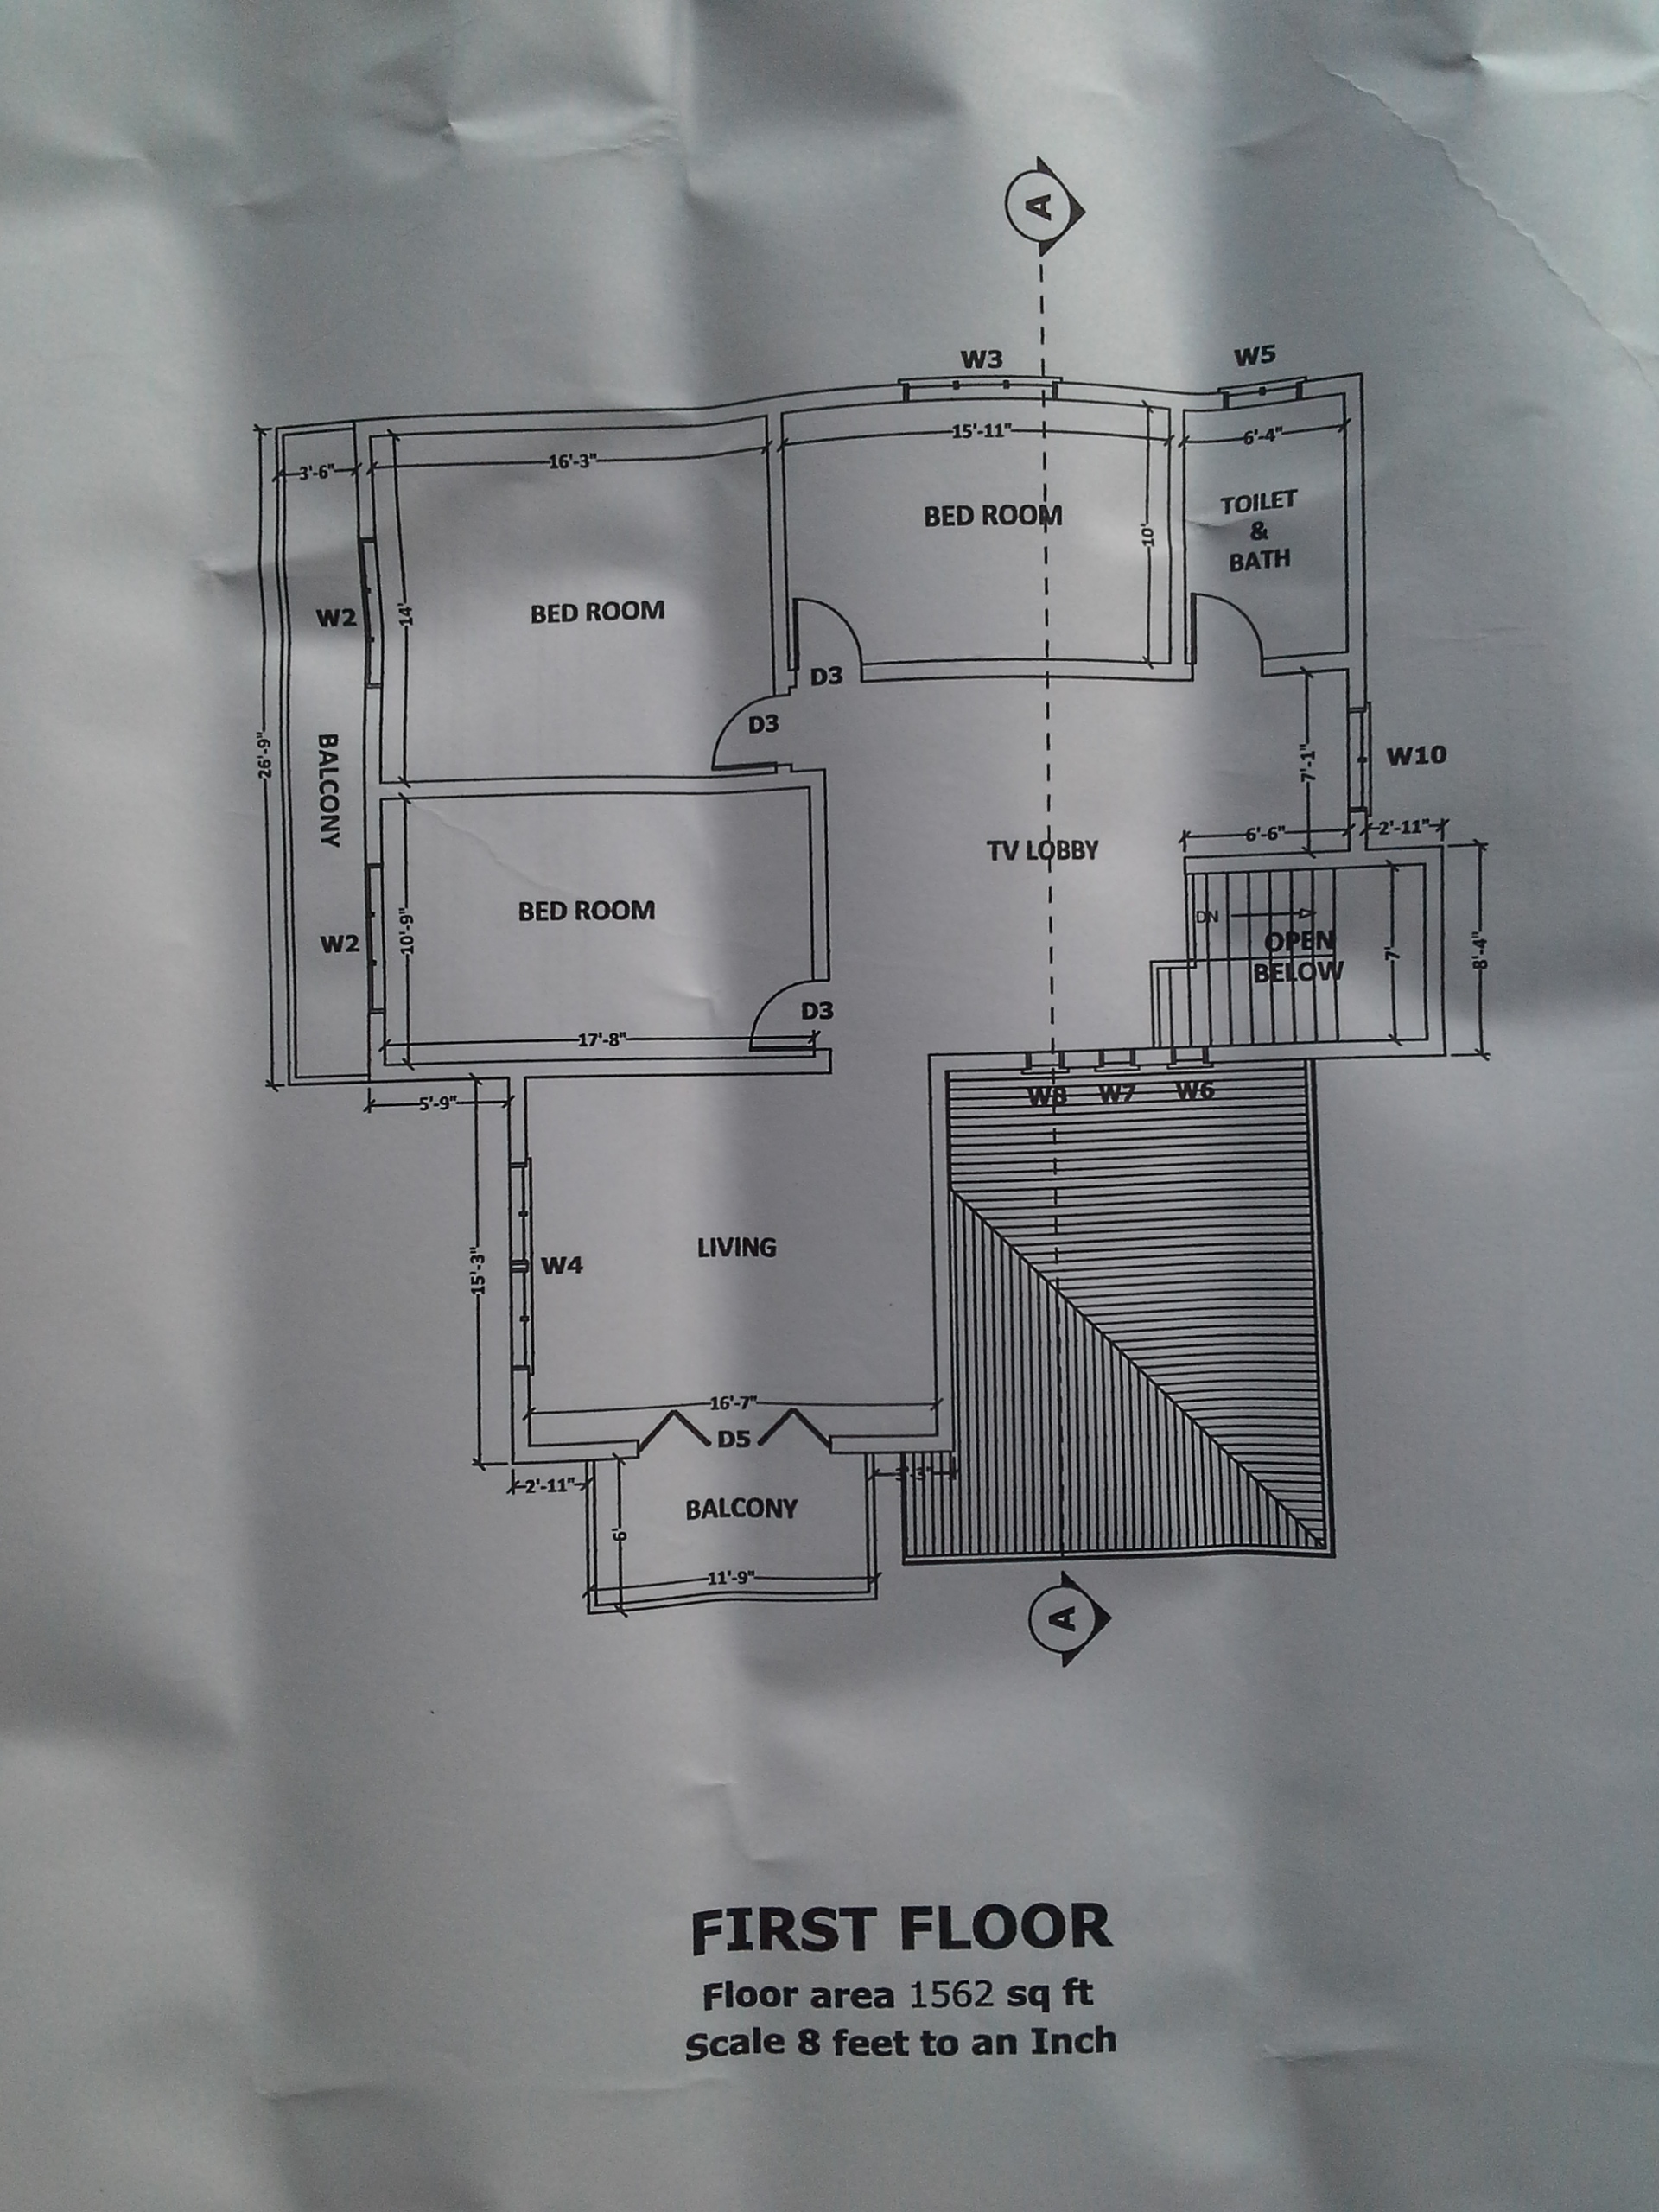 A
W3
W5
3'-6"
16'-3"
15'-11"
6'-4"
BED ROOM
TOILET
&
BATH
10'
14'
BED ROOM
W2
D3
D3
26'-9"
BALCONY
7'-1"
W10
6'-6"
2'-11"
TV LOBBY
BED ROOM
10'-9"
W2
DN
OPEN
BELOW
7'
8'-4"
D3
17'-8"
5'-9"
W8
W7
W6
15'-3"
W4
LIVING
16'-7"
D5
3'-3"
2'-11"
BALCONY
6'
11'-9"
A
FIRST FLOOR
Floor area 1562 sq ft
Scale 8 feet to an Inch